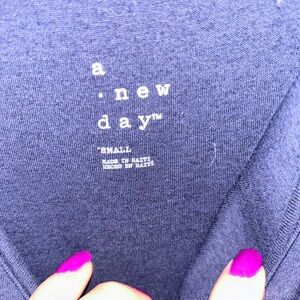 a
· new
day™
SMALL
MADE IN HAITI
HECHO EN HAITI